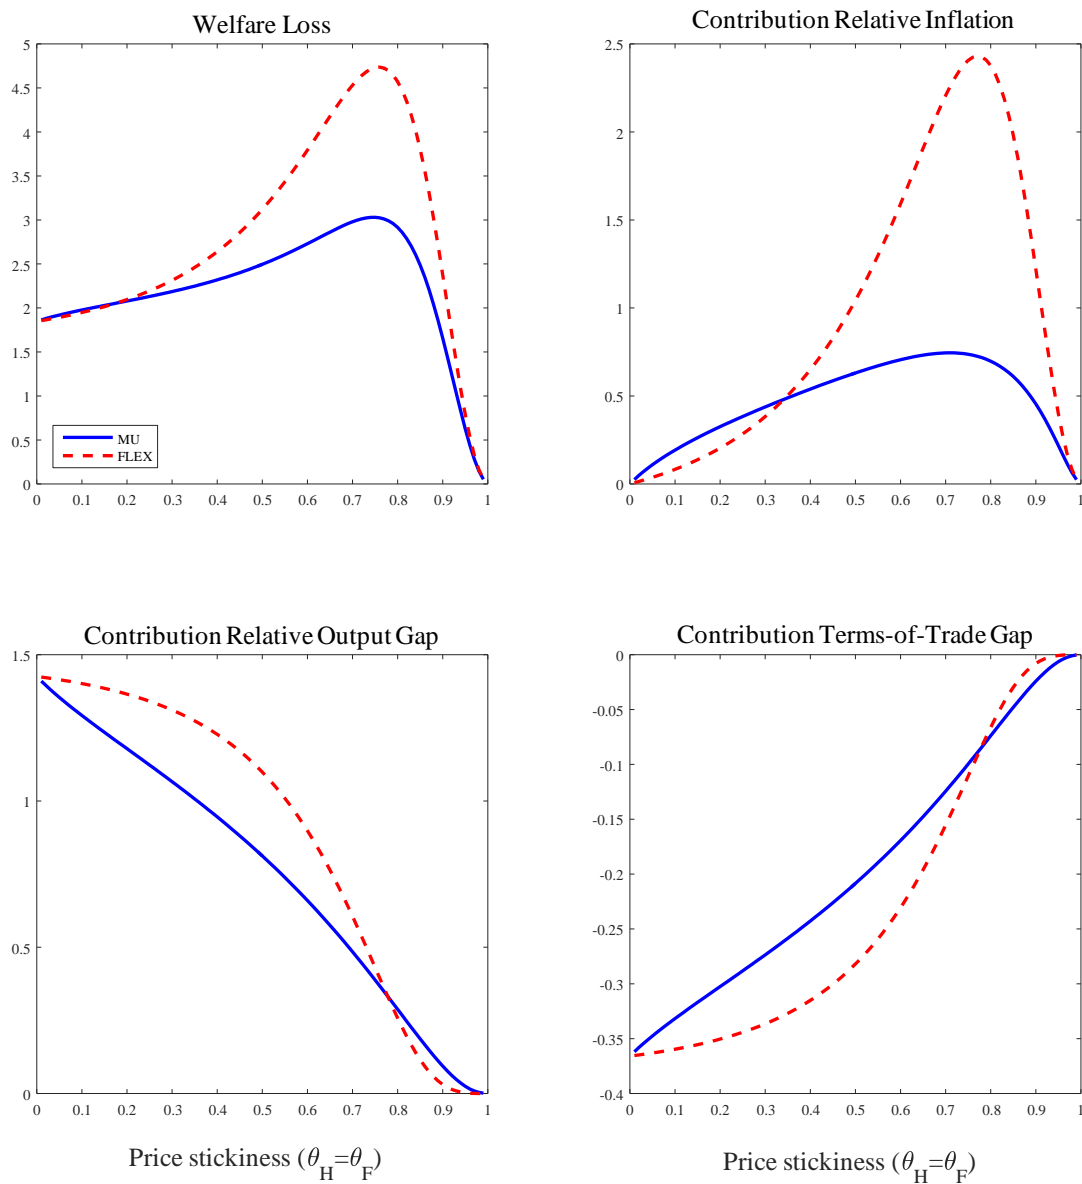 Welfare Loss
5
4.5
4
3.5
3
2.5
2
1.5
1
0.5
0
MU
FLEX
0 0.1 0.2 0.3 0.4 0.5 0.6 0.7 0.8 0.9 1
Contribution Relative Inflation
2.5
2
1.5
1
0.5
0
0 0.1 0.2 0.3 0.4 0.5 0.6 0.7 0.8 0.9 1
Contribution Relative Output Gap
1.5
1
0.5
0
0 0.1 0.2 0.3 0.4 0.5 0.6 0.7 0.8 0.9 1
Price stickiness (θ_H=θ_F)
Contribution Terms-of-Trade Gap
0
-0.05
-0.1
-0.15
-0.2
-0.25
-0.3
-0.35
-0.4
0 0.1 0.2 0.3 0.4 0.5 0.6 0.7 0.8 0.9 1
Price stickiness (θ_H=θ_F)